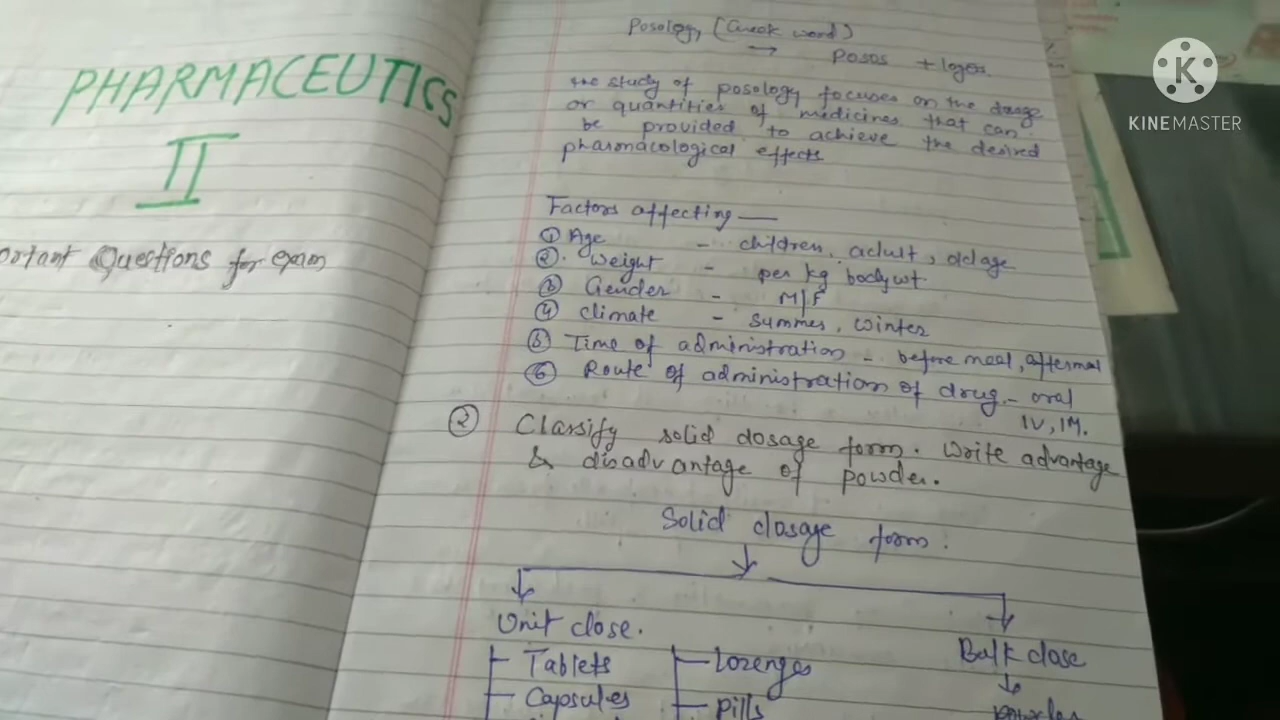 PHARMACEUTICS
II
ortant Questions for exam
Posology (Greek word)
→ Posos + logos
the study of posology focuses on the dosage
or quantities of medicines that can
be provided to achieve the desired
pharmacological effects
Factors affecting —
① Age - children, adult, old age
②. Weight - per kg body wt
③ Gender - M/F
④ climate - summer, winter
⑤ Time of administration - before meal, after meal
⑥ Route of administration of drug - oral
IV, IM.
② Classify solid dosage form. Write advantage
& disadvantage of powder.
Solid dosage form.
Unit dose.
Bulk dose
Tablets
Lozenges
Capsules
Pills
K
KINEMASTER